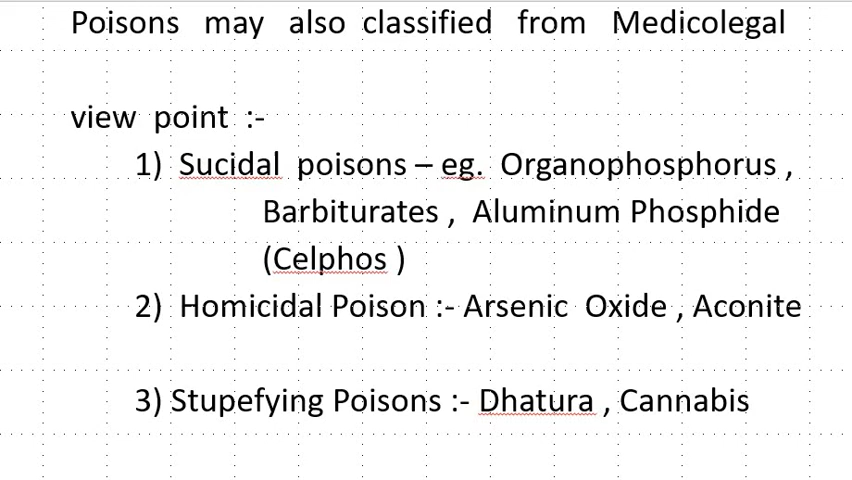 Poisons may also classified from Medicolegal
view point :-
1) Sucidal poisons – eg. Organophosphorus ,
Barbiturates , Aluminum Phosphide
(Celphos )
2) Homicidal Poison :- Arsenic Oxide , Aconite
3) Stupefying Poisons :- Dhatura , Cannabis